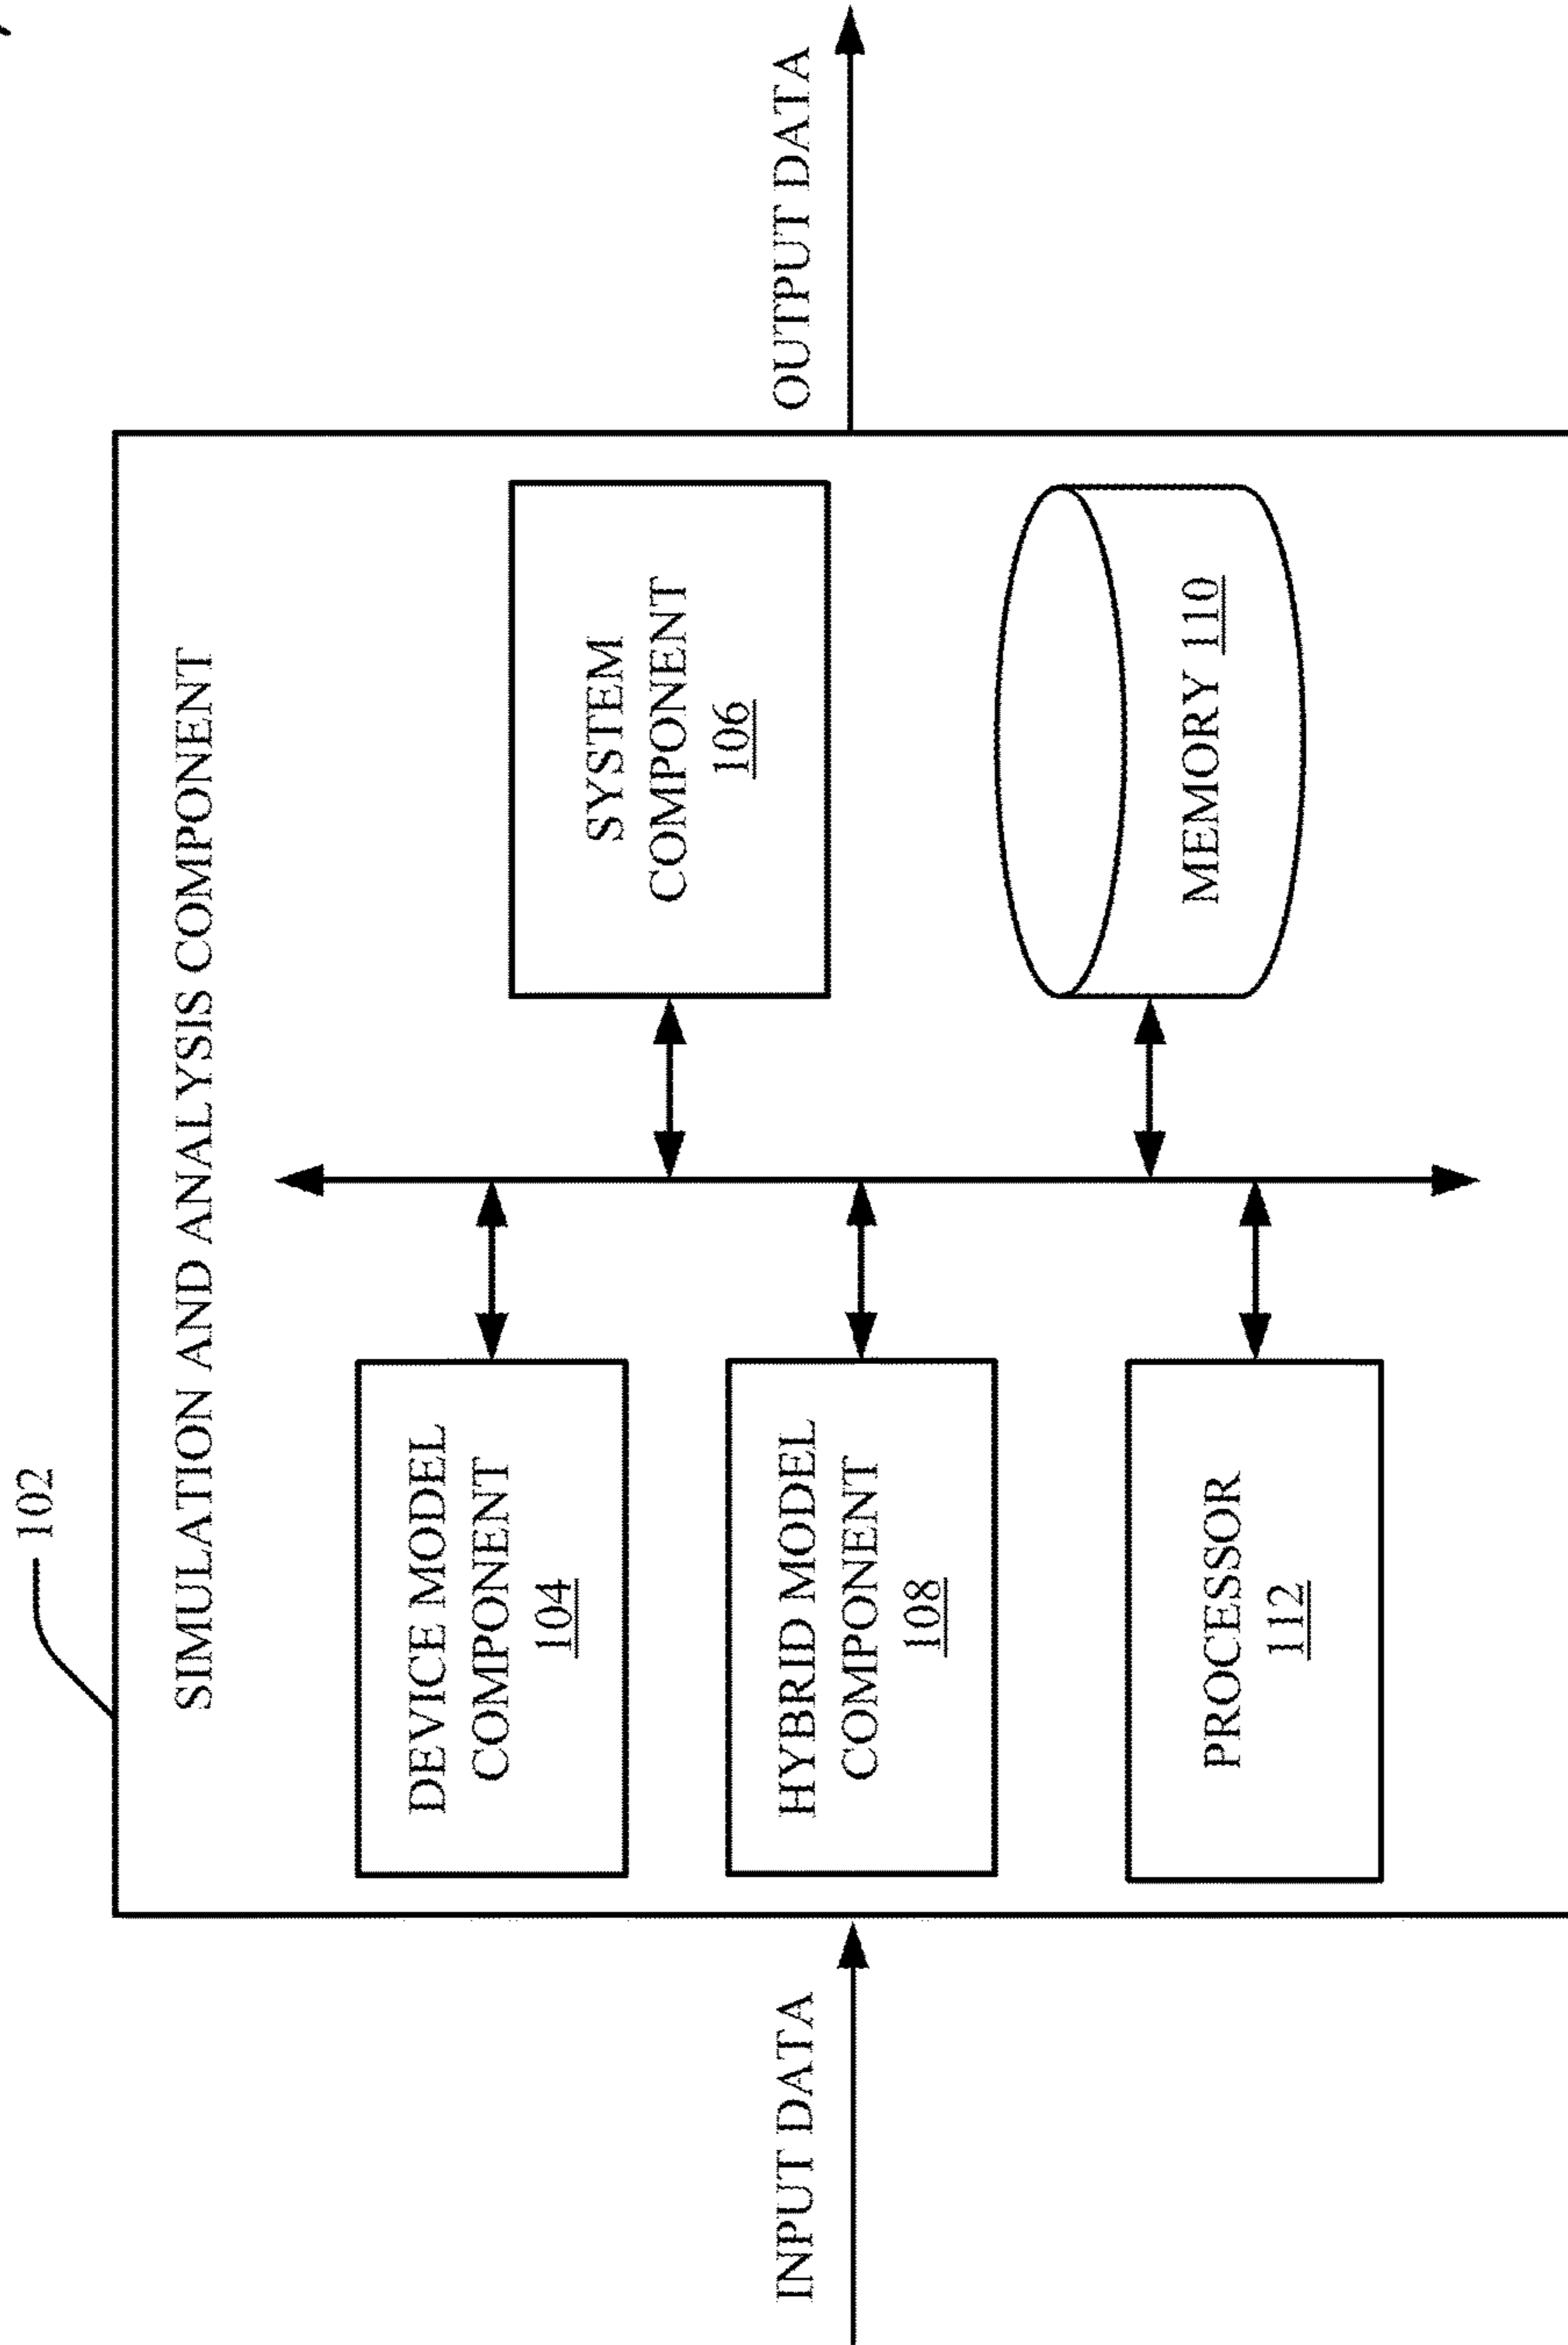 102
SIMULATION AND ANALYSIS COMPONENT
DEVICE MODEL
COMPONENT
104
SYSTEM
COMPONENT
106
INPUT DATA
OUTPUT DATA
HYBRID MODEL
COMPONENT
108
MEMORY 110
PROCESSOR
112